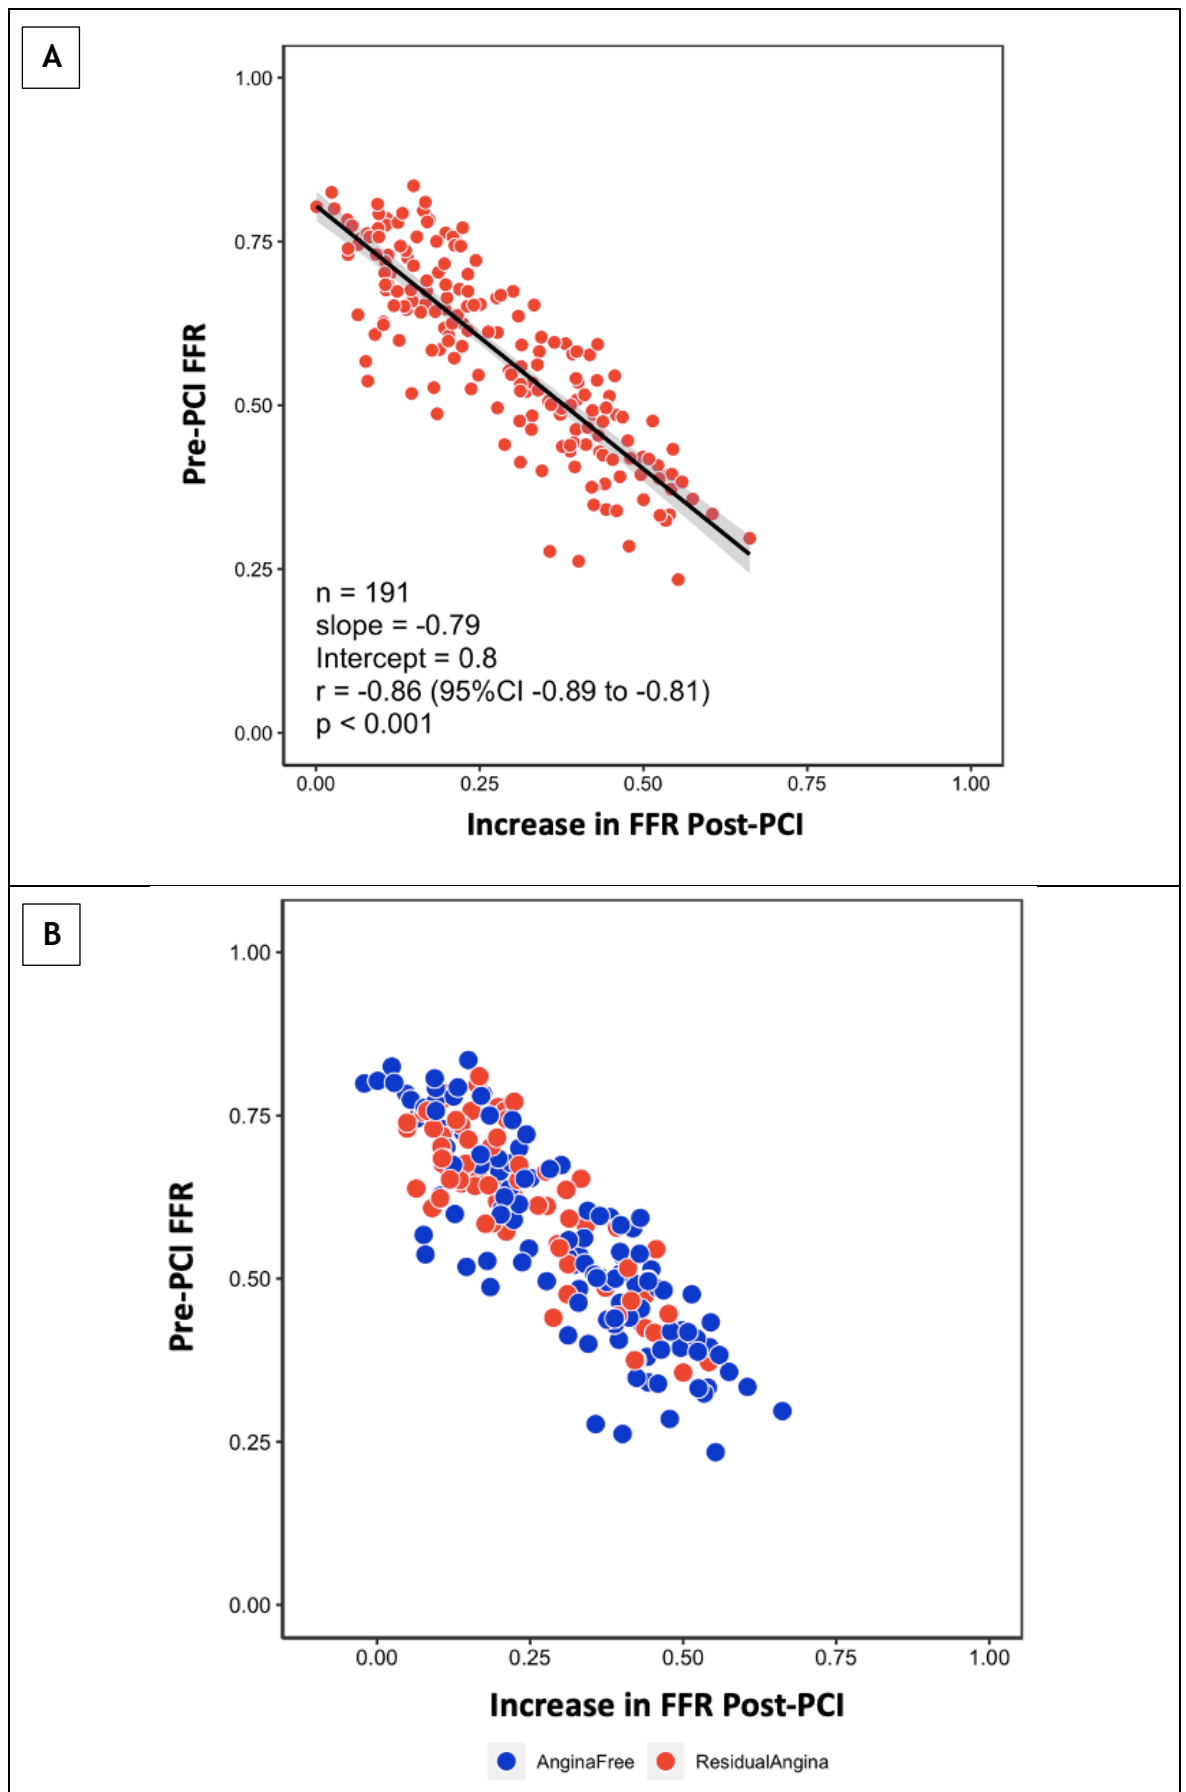 A
1.00
0.75
0.50
0.25
0.00
Pre-PCI FFR
n = 191
slope = -0.79
Intercept = 0.8
r = -0.86 (95%CI -0.89 to -0.81)
p < 0.001
0.00 0.25 0.50 0.75 1.00
Increase in FFR Post-PCI
B
1.00
0.75
0.50
0.25
0.00
Pre-PCI FFR
0.00 0.25 0.50 0.75 1.00
Increase in FFR Post-PCI
AnginaFree ResidualAngina